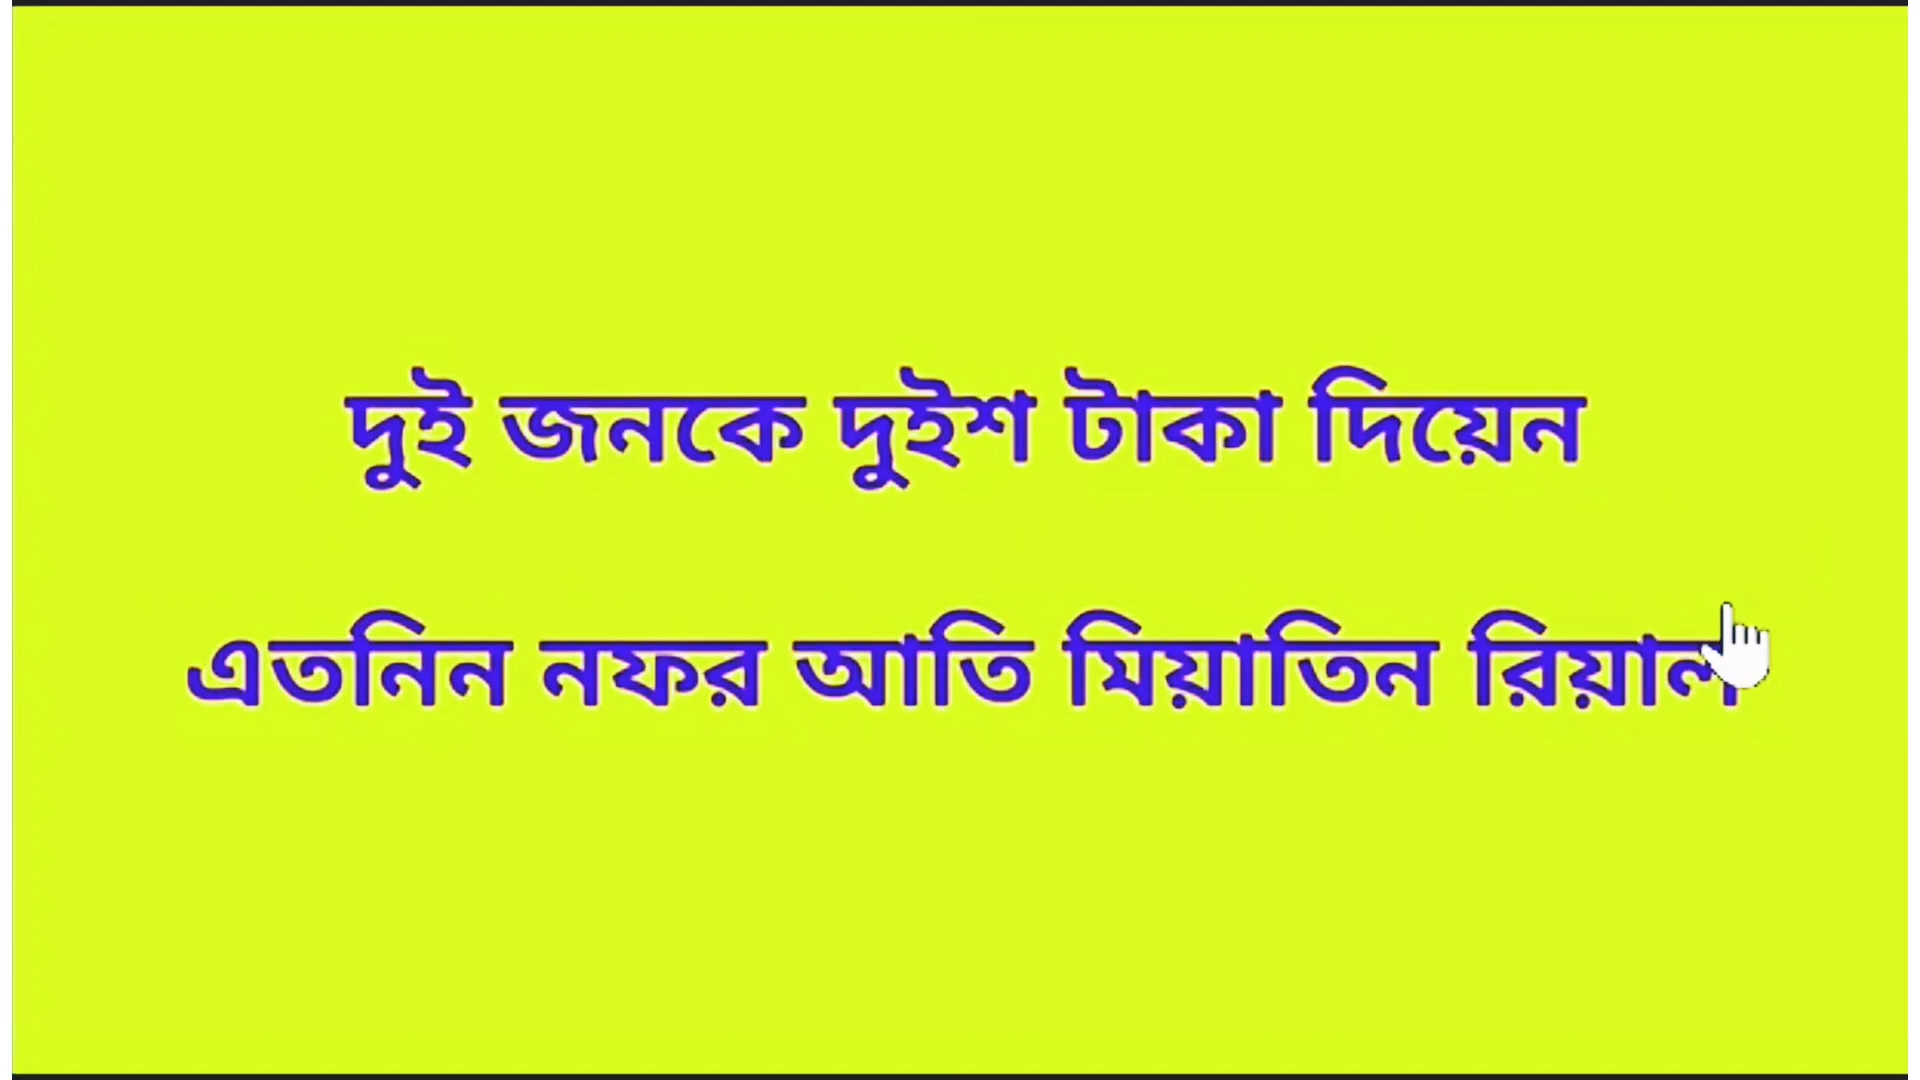 দুই জনকে দুইশ টাকা দিয়েন
এতনিন নফর আতি মিয়াতিন রিয়াল